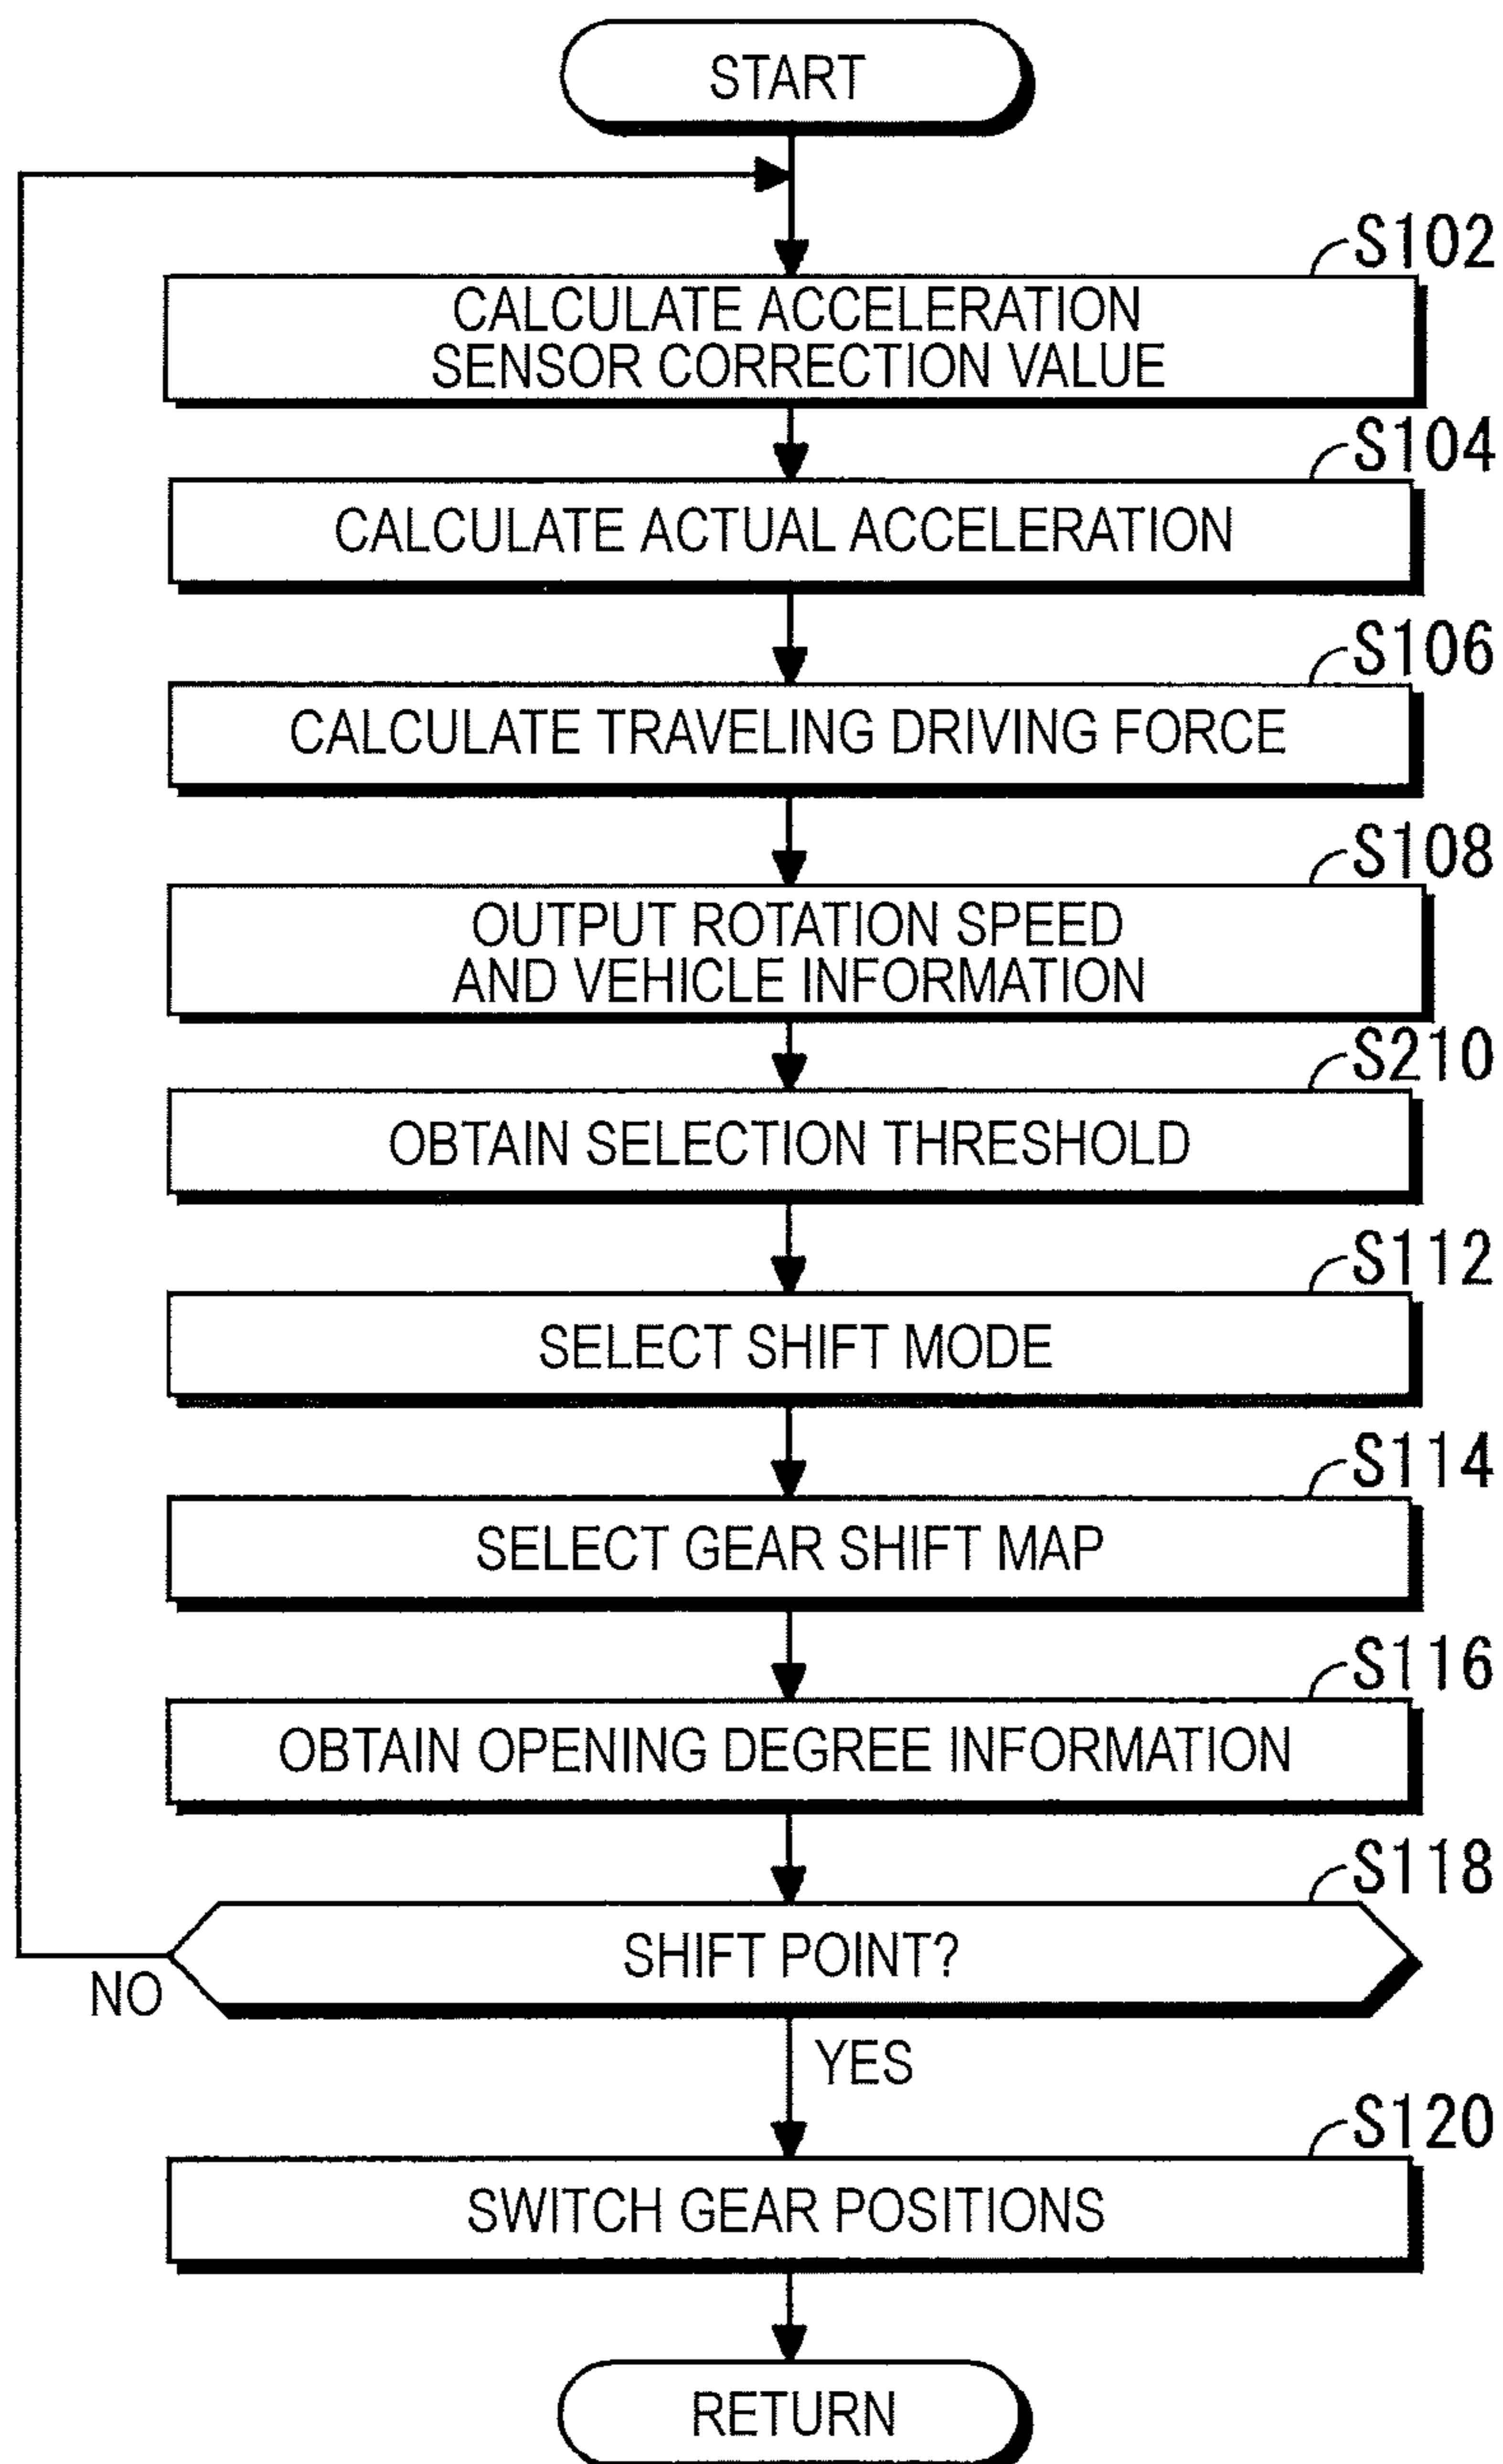 START
S102
CALCULATE ACCELERATION
SENSOR CORRECTION VALUE
S104
CALCULATE ACTUAL ACCELERATION
S106
CALCULATE TRAVELING DRIVING FORCE
S108
OUTPUT ROTATION SPEED
AND VEHICLE INFORMATION
S210
OBTAIN SELECTION THRESHOLD
S112
SELECT SHIFT MODE
S114
SELECT GEAR SHIFT MAP
S116
OBTAIN OPENING DEGREE INFORMATION
S118
SHIFT POINT?
NO
YES
S120
SWITCH GEAR POSITIONS
RETURN